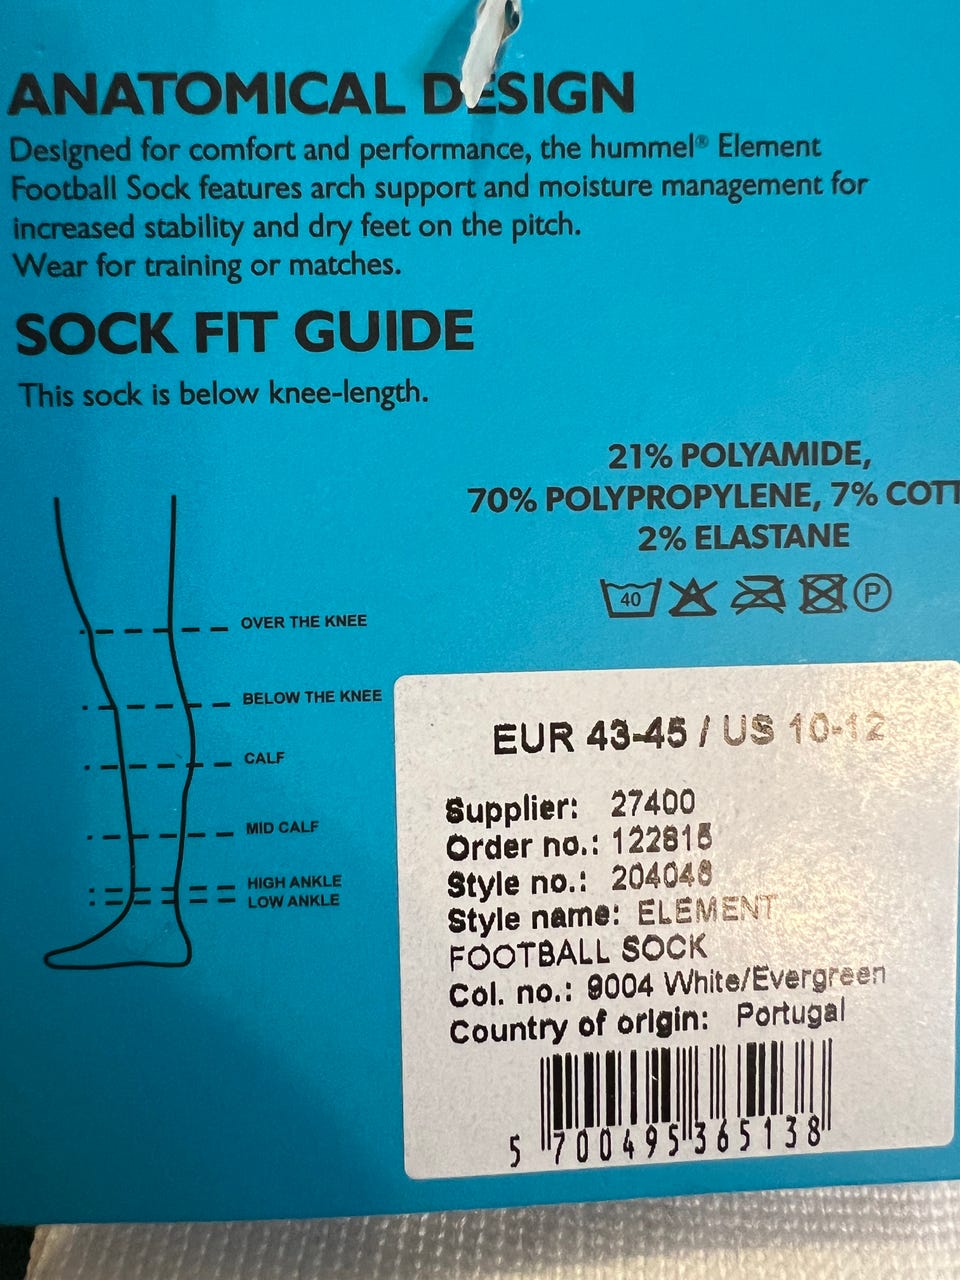 ANATOMICAL DESIGN
Designed for comfort and performance, the hummel® Element
Football Sock features arch support and moisture management for
increased stability and dry feet on the pitch.
Wear for training or matches.
SOCK FIT GUIDE
This sock is below knee-length.
21% POLYAMIDE,
70% POLYPROPYLENE, 7% COTT
2% ELASTANE
40 P
OVER THE KNEE
BELOW THE KNEE
CALF
MID CALF
HIGH ANKLE
LOW ANKLE
EUR 43-45 / US 10-12
Supplier: 27400
Order no.: 122815
Style no.: 204048
Style name: ELEMENT
FOOTBALL SOCK
Col. no.: 9004 White/Evergreen
Country of origin: Portugal
5 700495 365138